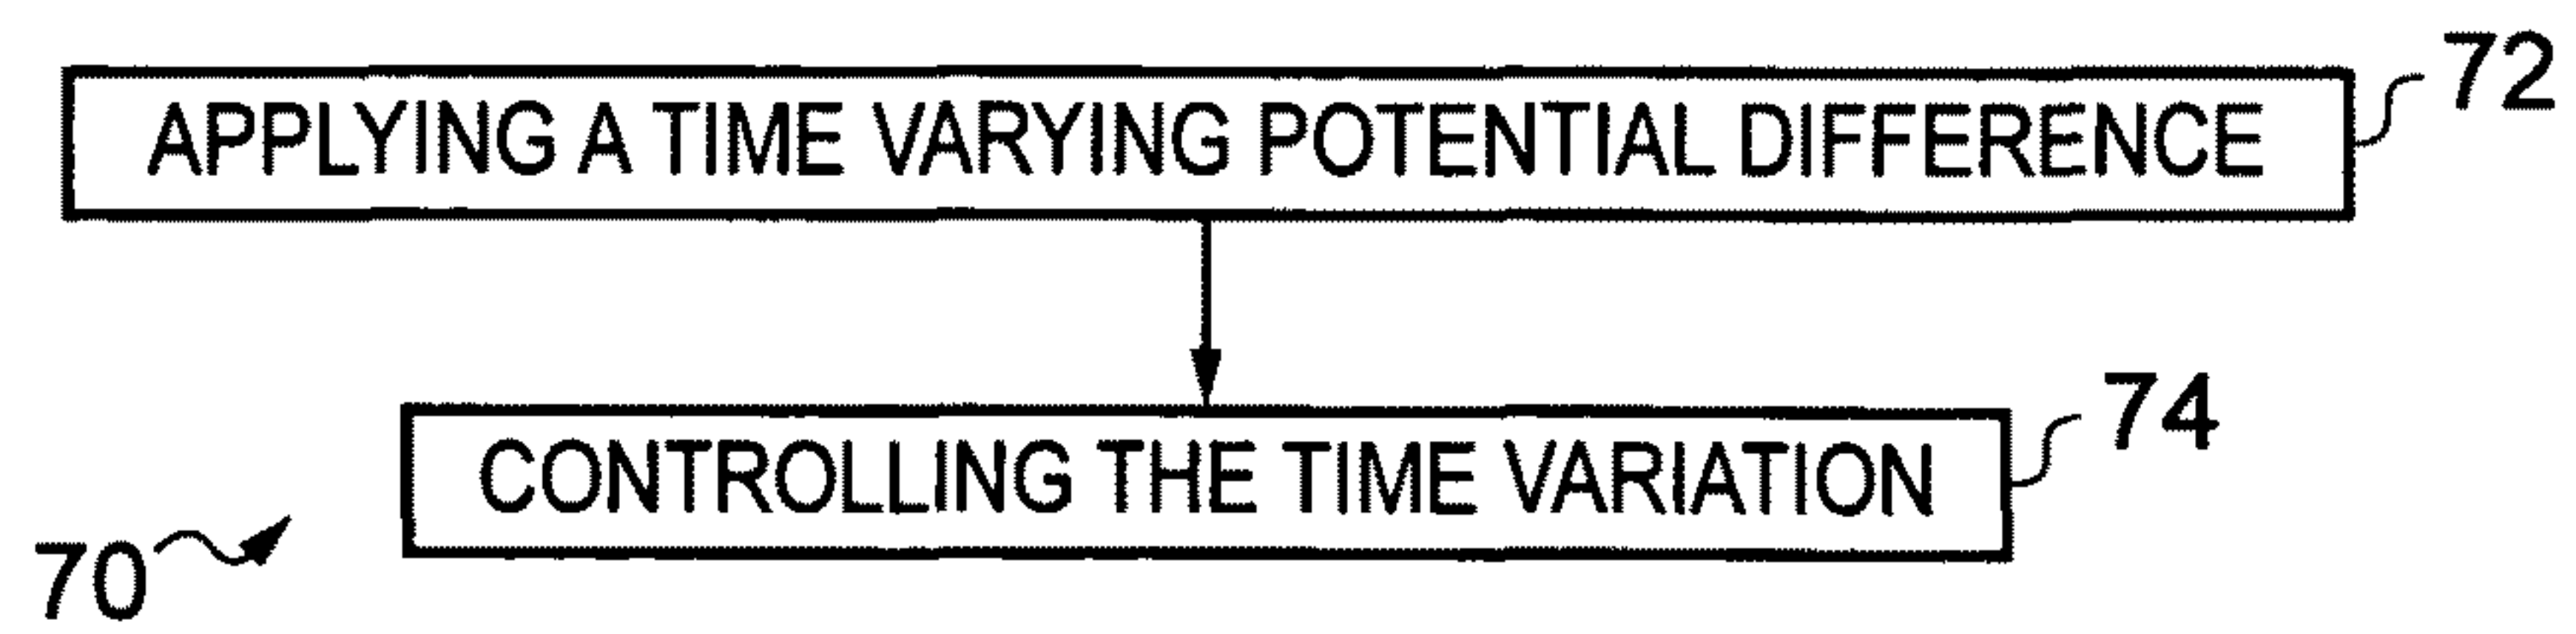 72
APPLYING A TIME VARYING POTENTIAL DIFFERENCE
74
CONTROLLING THE TIME VARIATION
70